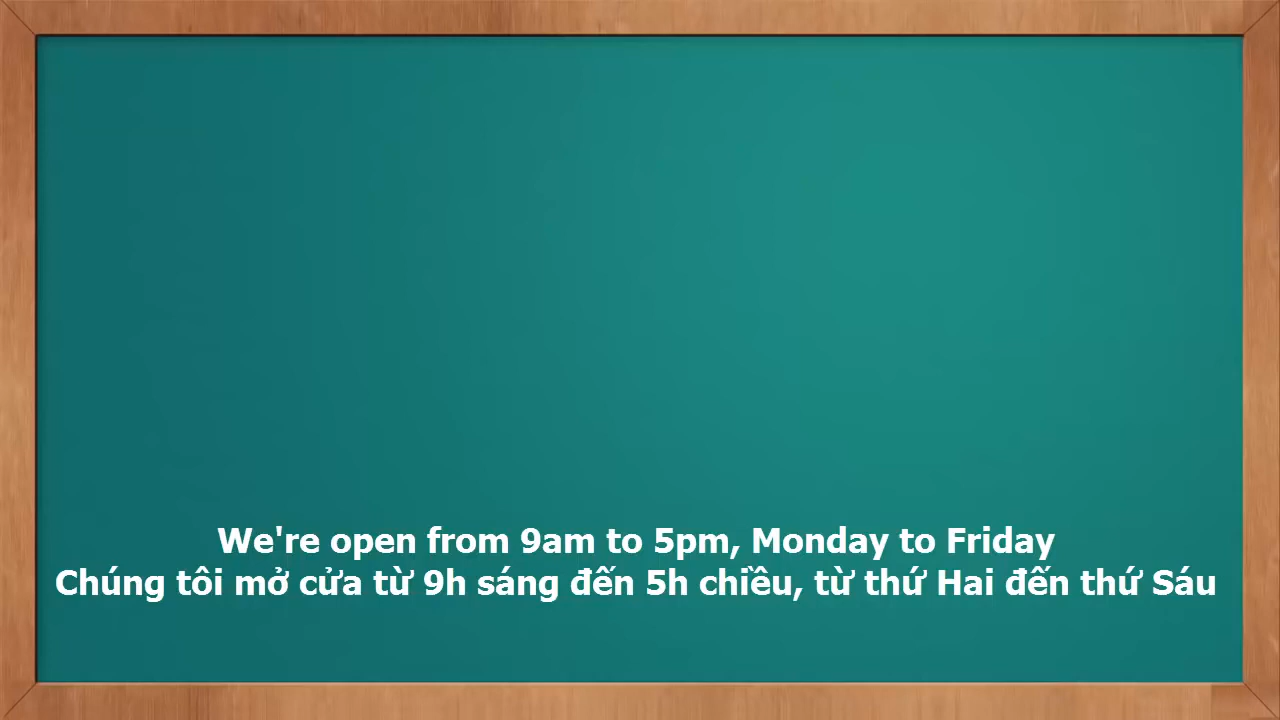 We're open from 9am to 5pm, Monday to Friday
Chúng tôi mở cửa từ 9h sáng đến 5h chiều, từ thứ Hai đến thứ Sáu